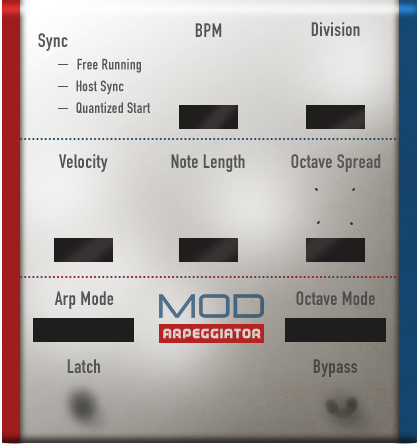 Sync
BPM
Division
Free Running
Host Sync
Quantized Start
Velocity
Note Length
Octave Spread
Arp Mode
MOD
ARPEGGIATOR
Octave Mode
Latch
Bypass